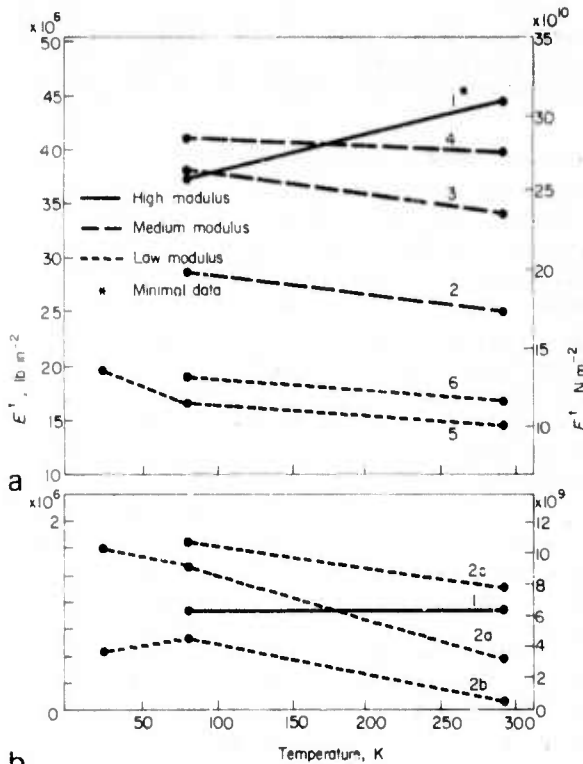 x10⁶
x10¹⁰
50
45
40
35
30
25
20
15
10
35
30
25
20
15
10
E^t, lb in⁻²
E^t N m⁻²
1*
4
3
2
6
5
High modulus
Medium modulus
Low modulus
* Minimal data
a
x10⁶
x10⁹
2
0
12
10
8
6
4
2
0
2c
1
2a
2b
50
100
150
200
250
300
Temperature, K
b